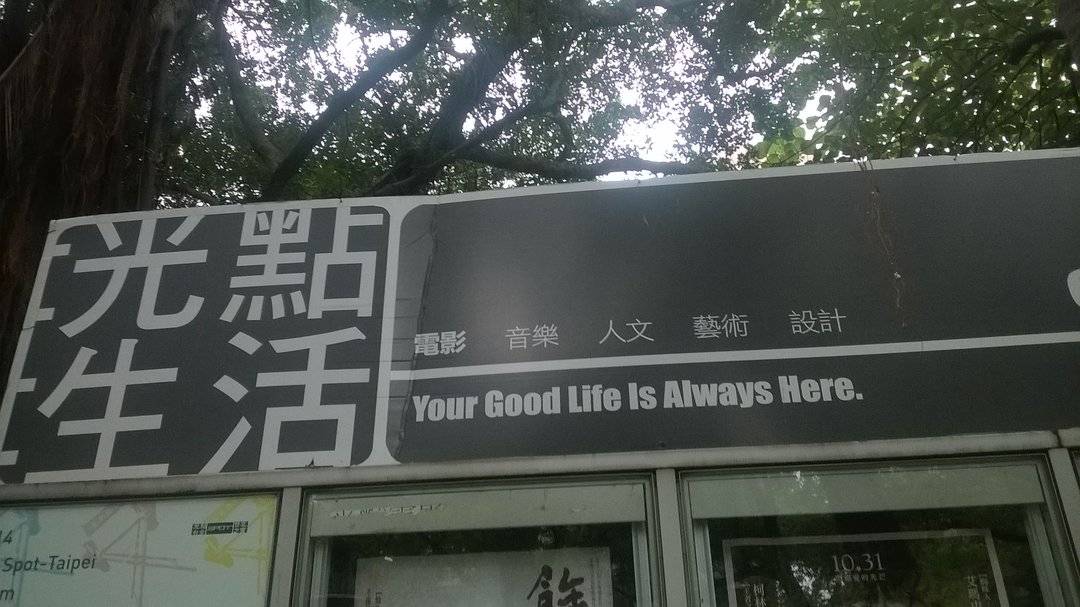 光點
生活
電影 音樂 人文 藝術 設計
Your Good Life Is Always Here.
Spot-Taipei
餘
10.31